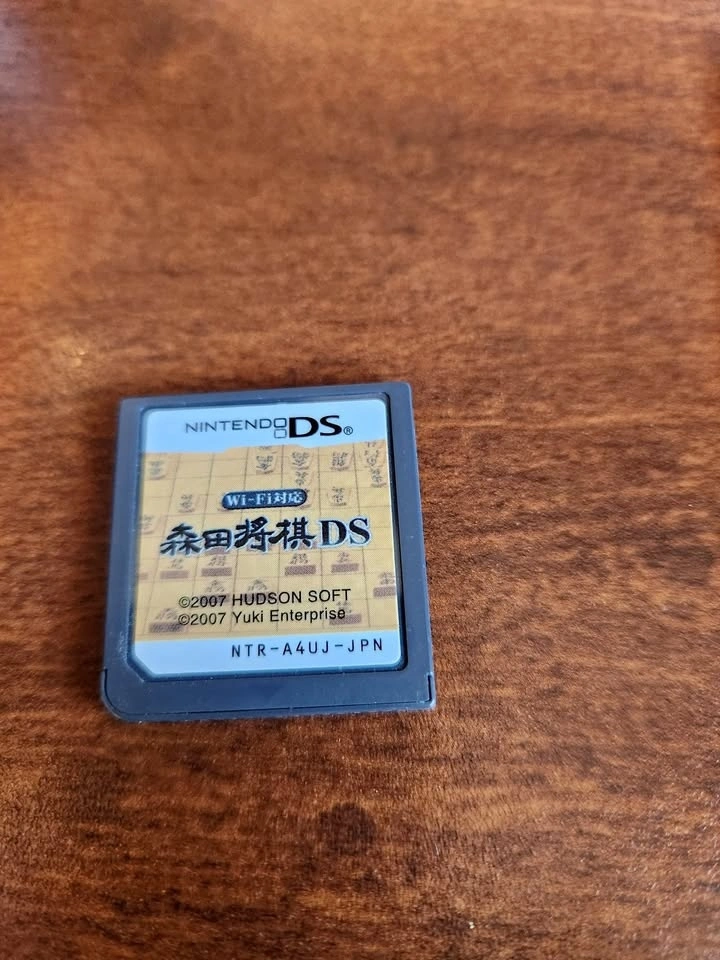 NINTENDO DS®
Wi-Fi対応
森田将棋DS
©2007 HUDSON SOFT
©2007 Yuki Enterprise
NTR-A4UJ-JPN